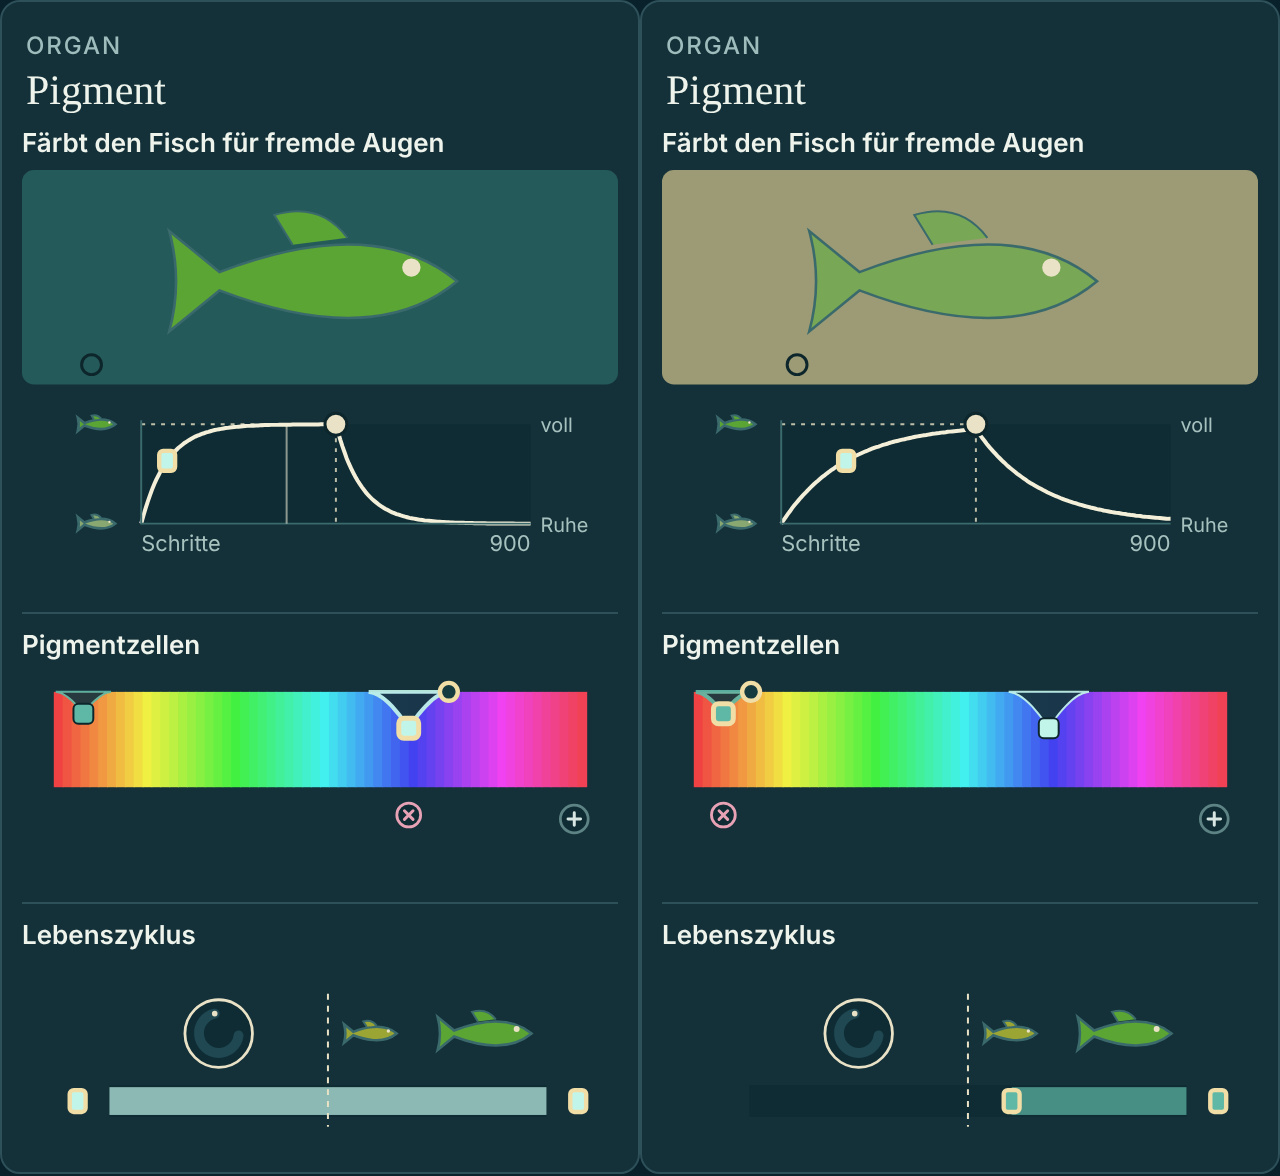 ORGAN
Pigment
Färbt den Fisch für fremde Augen
voll
Ruhe
Schritte 900
Pigmentzellen
Lebenszyklus
ORGAN
Pigment
Färbt den Fisch für fremde Augen
voll
Ruhe
Schritte 900
Pigmentzellen
Lebenszyklus